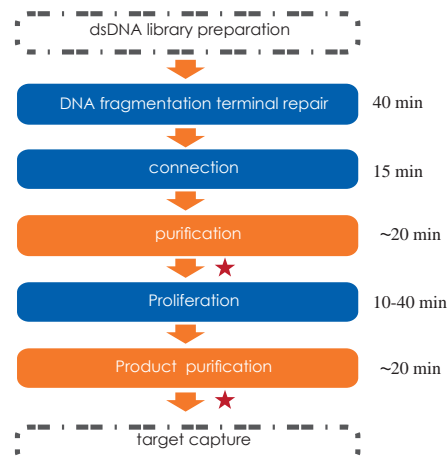 dsDNA library preparation
DNA fragmentation terminal repair 40 min
connection 15 min
purification ~20 min
Proliferation 10-40 min
Product purification ~20 min
target capture